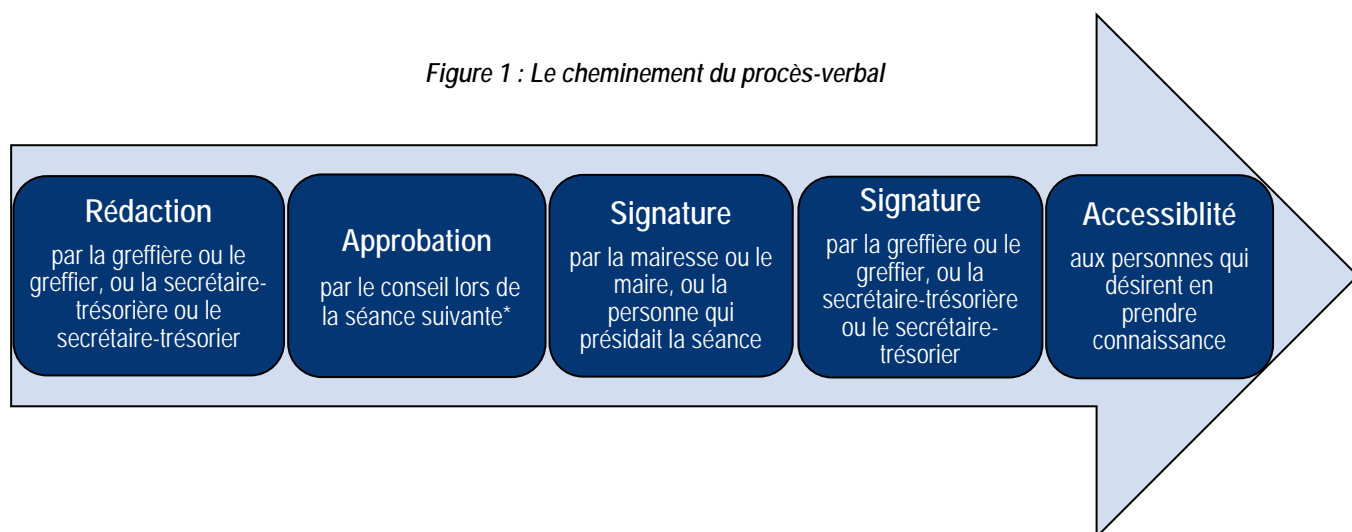 Figure 1 : Le cheminement du procès-verbal
Rédaction
par la greffière ou le
greffier, ou la secrétaire-
trésorière ou le
secrétaire-trésorier
Approbation
par le conseil lors de
la séance suivante*
Signature
par la mairesse ou le
maire, ou la
personne qui
présidait la séance
Signature
par la greffière ou le
greffier, ou la
secrétaire-trésorière
ou le secrétaire-
trésorier
Accessiblité
aux personnes qui
désirent en
prendre
connaissance